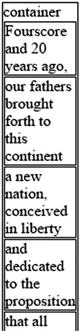 container
Fourscore
and 20
years ago,
our fathers
brought
forth to
this
continent
a new
nation,
conceived
in liberty
and
dedicated
to the
proposition
that all